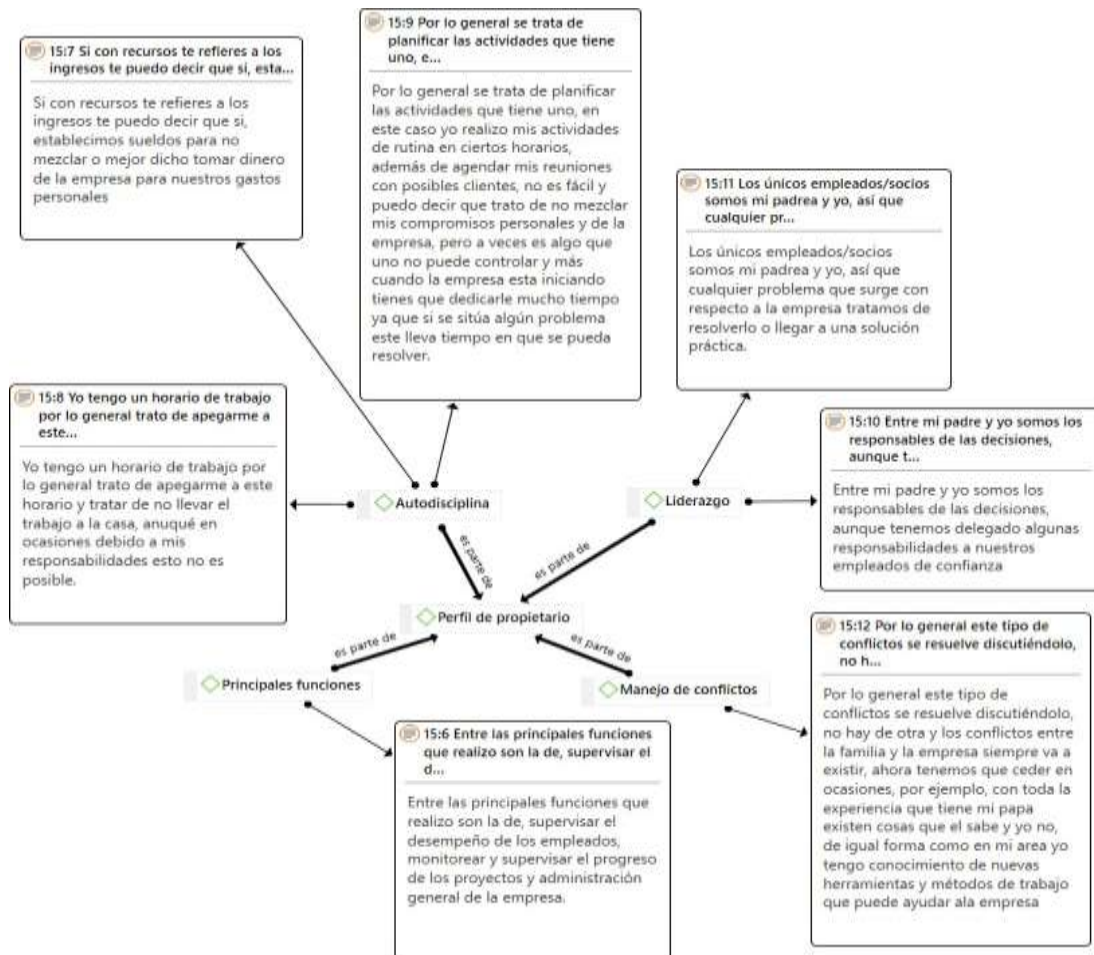 15:7 Si con recursos te refieres a los
ingresos te puedo decir que si, esta...
Si con recursos te refieres a los
ingresos te puedo decir que si,
establecimos sueldos para no
mezclar o mejor dicho tomar dinero
de la empresa para nuestros gastos
personales
15:9 Por lo general se trata de
planificar las actividades que tiene
uno, e...
Por lo general se trata de planificar
las actividades que tiene uno, en
este caso yo realizo mis actividades
de rutina en ciertos horarios,
además de agendar mis reuniones
con posibles clientes, no es fácil y
puedo decir que trato de no mezclar
mis compromisos personales y de la
empresa, pero a veces es algo que
uno no puede controlar y más
cuando la empresa esta iniciando
tienes que dedicarle mucho tiempo
ya que si se sitúa algún problema
este lleva tiempo en que se pueda
resolver.
15:11 Los únicos empleados/socios
somos mi padrea y yo, así que
cualquier pr...
Los únicos empleados/socios
somos mi padrea y yo, así que
cualquier problema que surge con
respecto a la empresa tratamos de
resolverlo o llegar a una solución
práctica.
15:8 Yo tengo un horario de trabajo
por lo general trato de apegarme a
este...
Yo tengo un horario de trabajo por
lo general trato de apegarme a este
horario y tratar de no llevar el
trabajo a la casa, anuqué en
ocasiones debido a mis
responsabilidades esto no es
posible.
Autodisciplina
Liderazgo
15:10 Entre mi padre y yo somos los
responsables de las decisiones,
aunque t...
Entre mi padre y yo somos los
responsables de las decisiones,
aunque tenemos delegado algunas
responsabilidades a nuestros
empleados de confianza
es parte de
es parte de
Perfil de propietario
es parte de
es parte de
Principales funciones
Manejo de conflictos
15:12 Por lo general este tipo de
conflictos se resuelve discutiéndolo,
no h...
Por lo general este tipo de
conflictos se resuelve discutiéndolo,
no hay de otra y los conflictos entre
la familia y la empresa siempre va a
existir, ahora tenemos que ceder en
ocasiones, por ejemplo, con toda la
experiencia que tiene mi papa
existen cosas que el sabe y yo no,
de igual forma como en mi area yo
tengo conocimiento de nuevas
herramientas y métodos de trabajo
que puede ayudar ala empresa
15:6 Entre las principales funciones
que realizo son la de, supervisar el
d...
Entre las principales funciones que
realizo son la de, supervisar el
desempeño de los empleados,
monitorear y supervisar el progreso
de los proyectos y administración
general de la empresa.